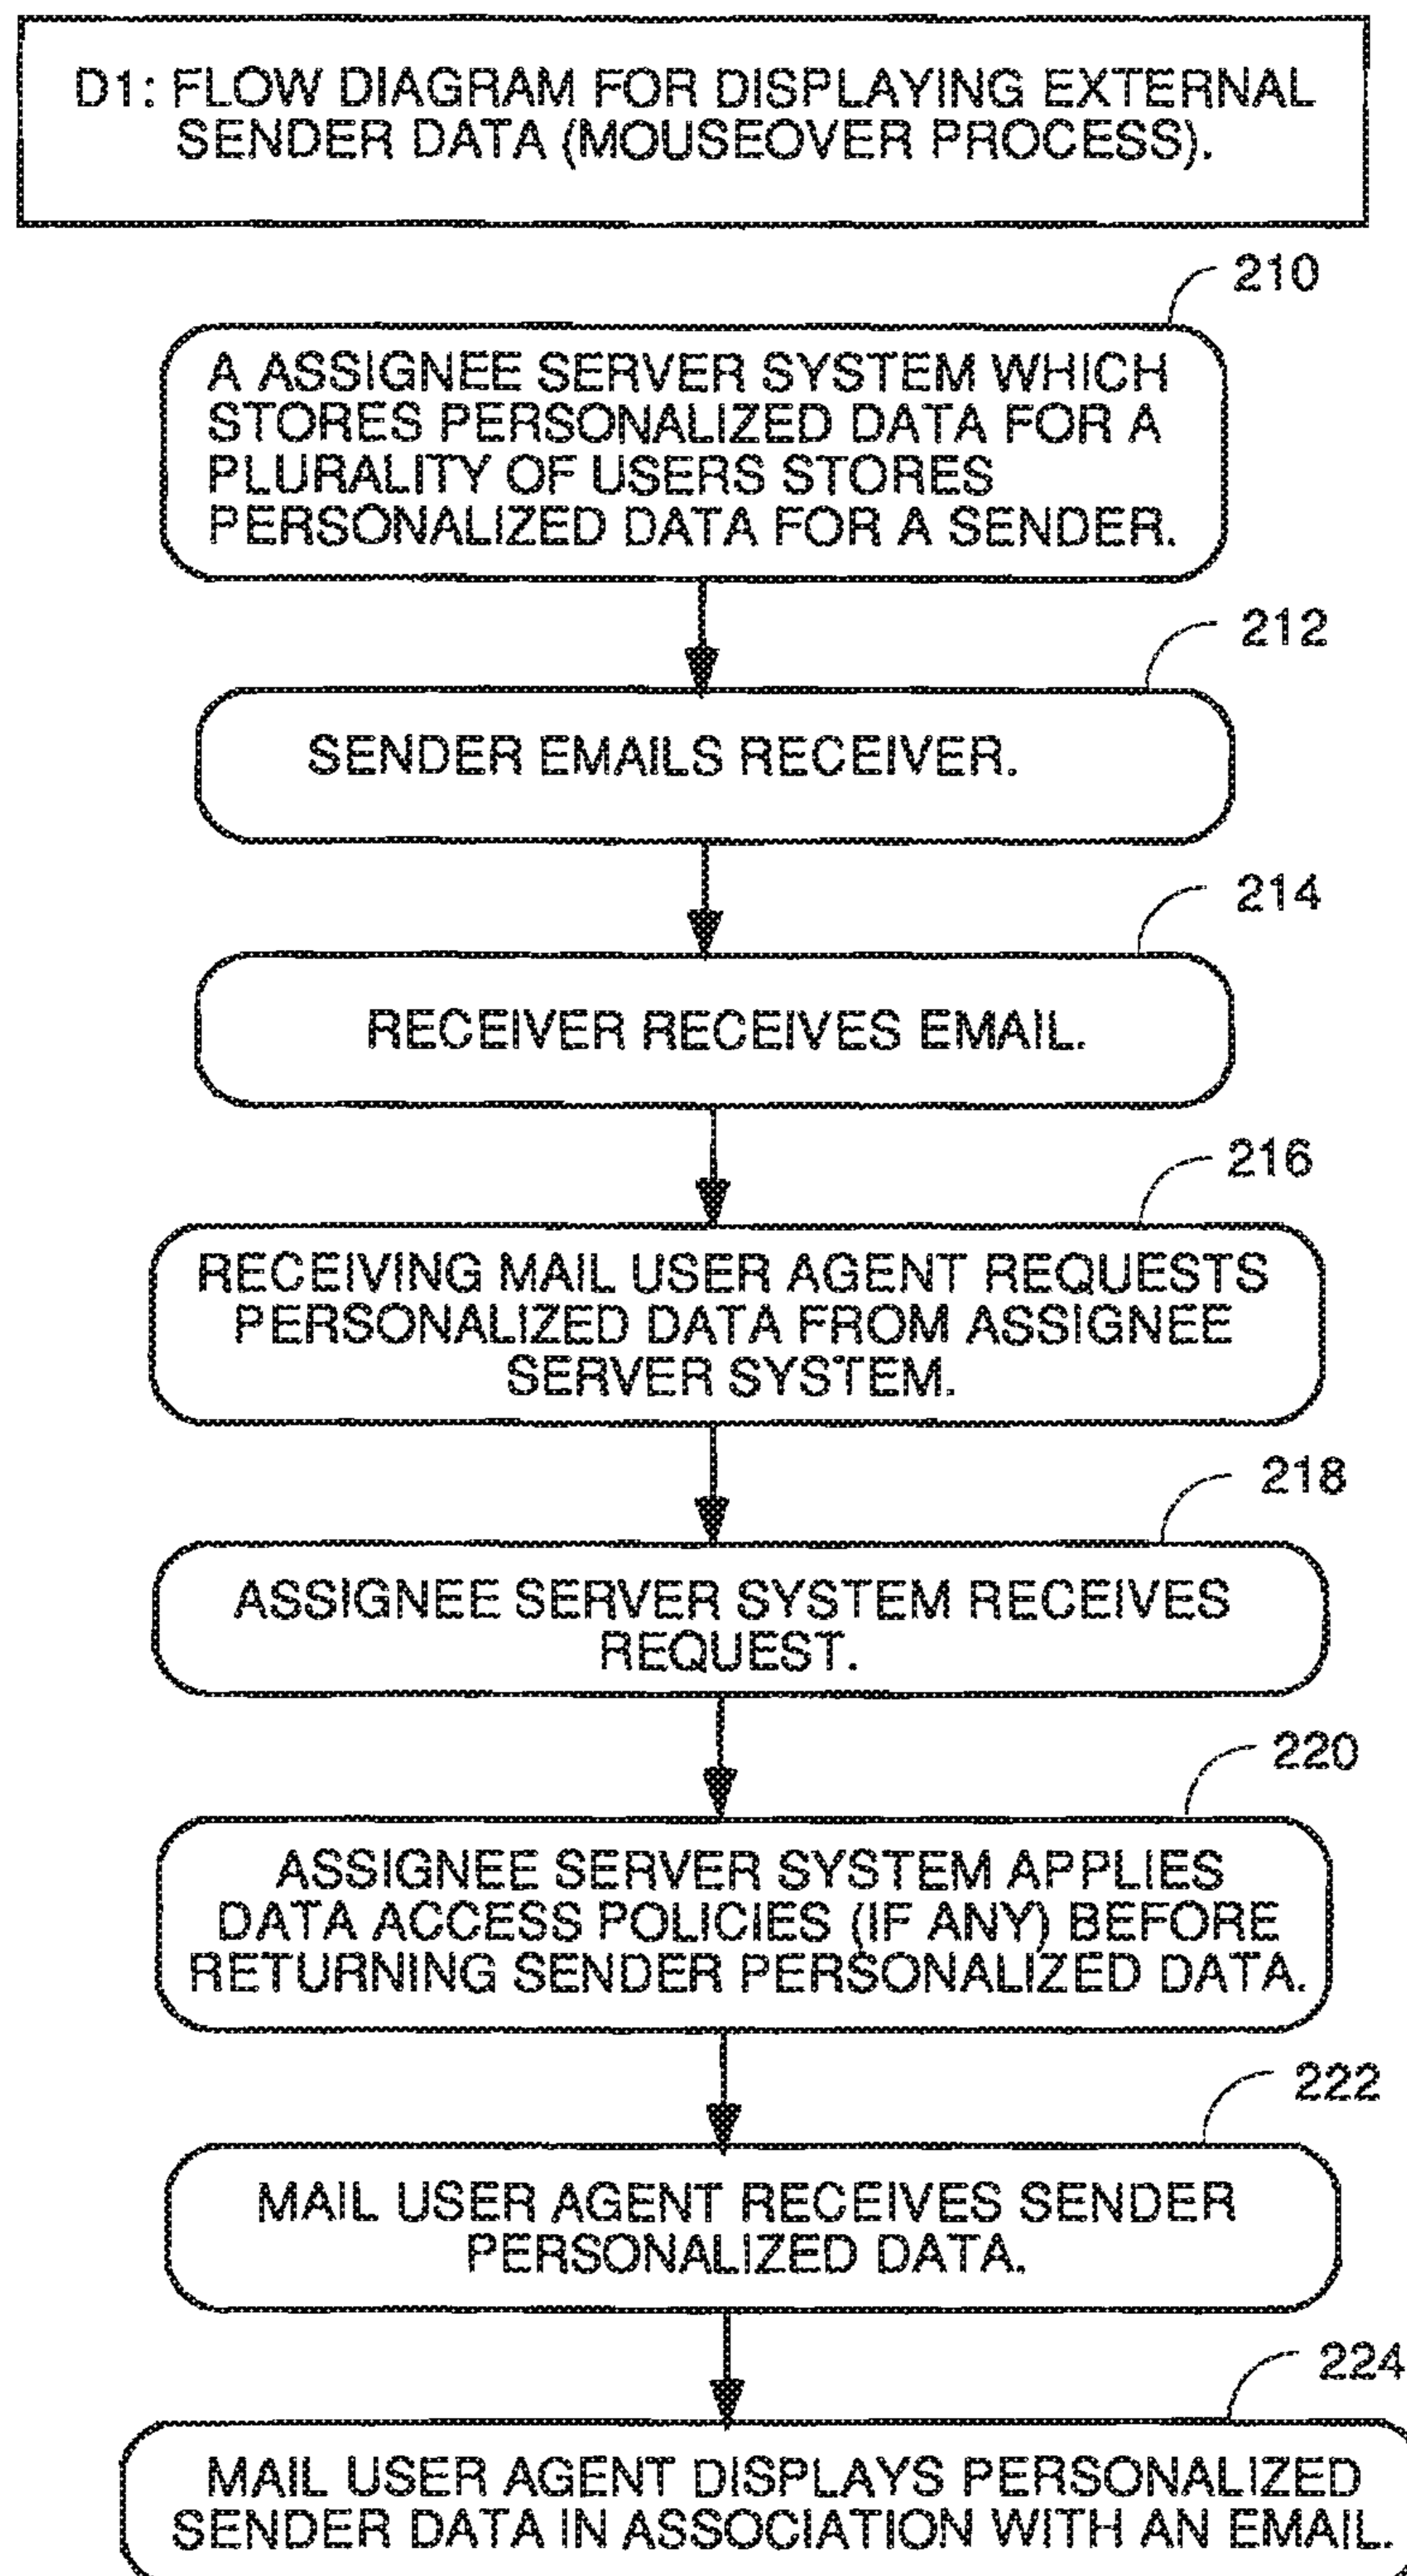 D1: FLOW DIAGRAM FOR DISPLAYING EXTERNAL
SENDER DATA (MOUSEOVER PROCESS).
210
A ASSIGNEE SERVER SYSTEM WHICH
STORES PERSONALIZED DATA FOR A
PLURALITY OF USERS STORES
PERSONALIZED DATA FOR A SENDER.
212
SENDER EMAILS RECEIVER.
214
RECEIVER RECEIVES EMAIL.
216
RECEIVING MAIL USER AGENT REQUESTS
PERSONALIZED DATA FROM ASSIGNEE
SERVER SYSTEM.
218
ASSIGNEE SERVER SYSTEM RECEIVES
REQUEST.
220
ASSIGNEE SERVER SYSTEM APPLIES
DATA ACCESS POLICIES (IF ANY) BEFORE
RETURNING SENDER PERSONALIZED DATA.
222
MAIL USER AGENT RECEIVES SENDER
PERSONALIZED DATA.
224
MAIL USER AGENT DISPLAYS PERSONALIZED
SENDER DATA IN ASSOCIATION WITH AN EMAIL.